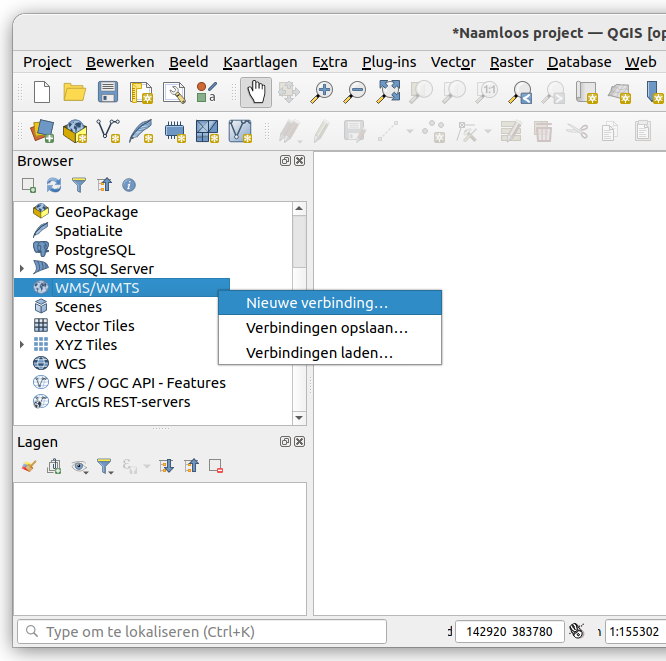 *Naamloos project — QGIS [op
Project Bewerken Beeld Kaartlagen Extra Plug-ins Vector Raster Database Web
Browser
GeoPackage
SpatiaLite
PostgreSQL
MS SQL Server
WMS/WMTS
Nieuwe verbinding…
Scenes
Verbindingen opslaan…
Vector Tiles
XYZ Tiles
Verbindingen laden…
WCS
WFS / OGC API - Features
ArcGIS REST-servers
Lagen
Type om te lokaliseren (Ctrl+K)
142920 383780
1:155302